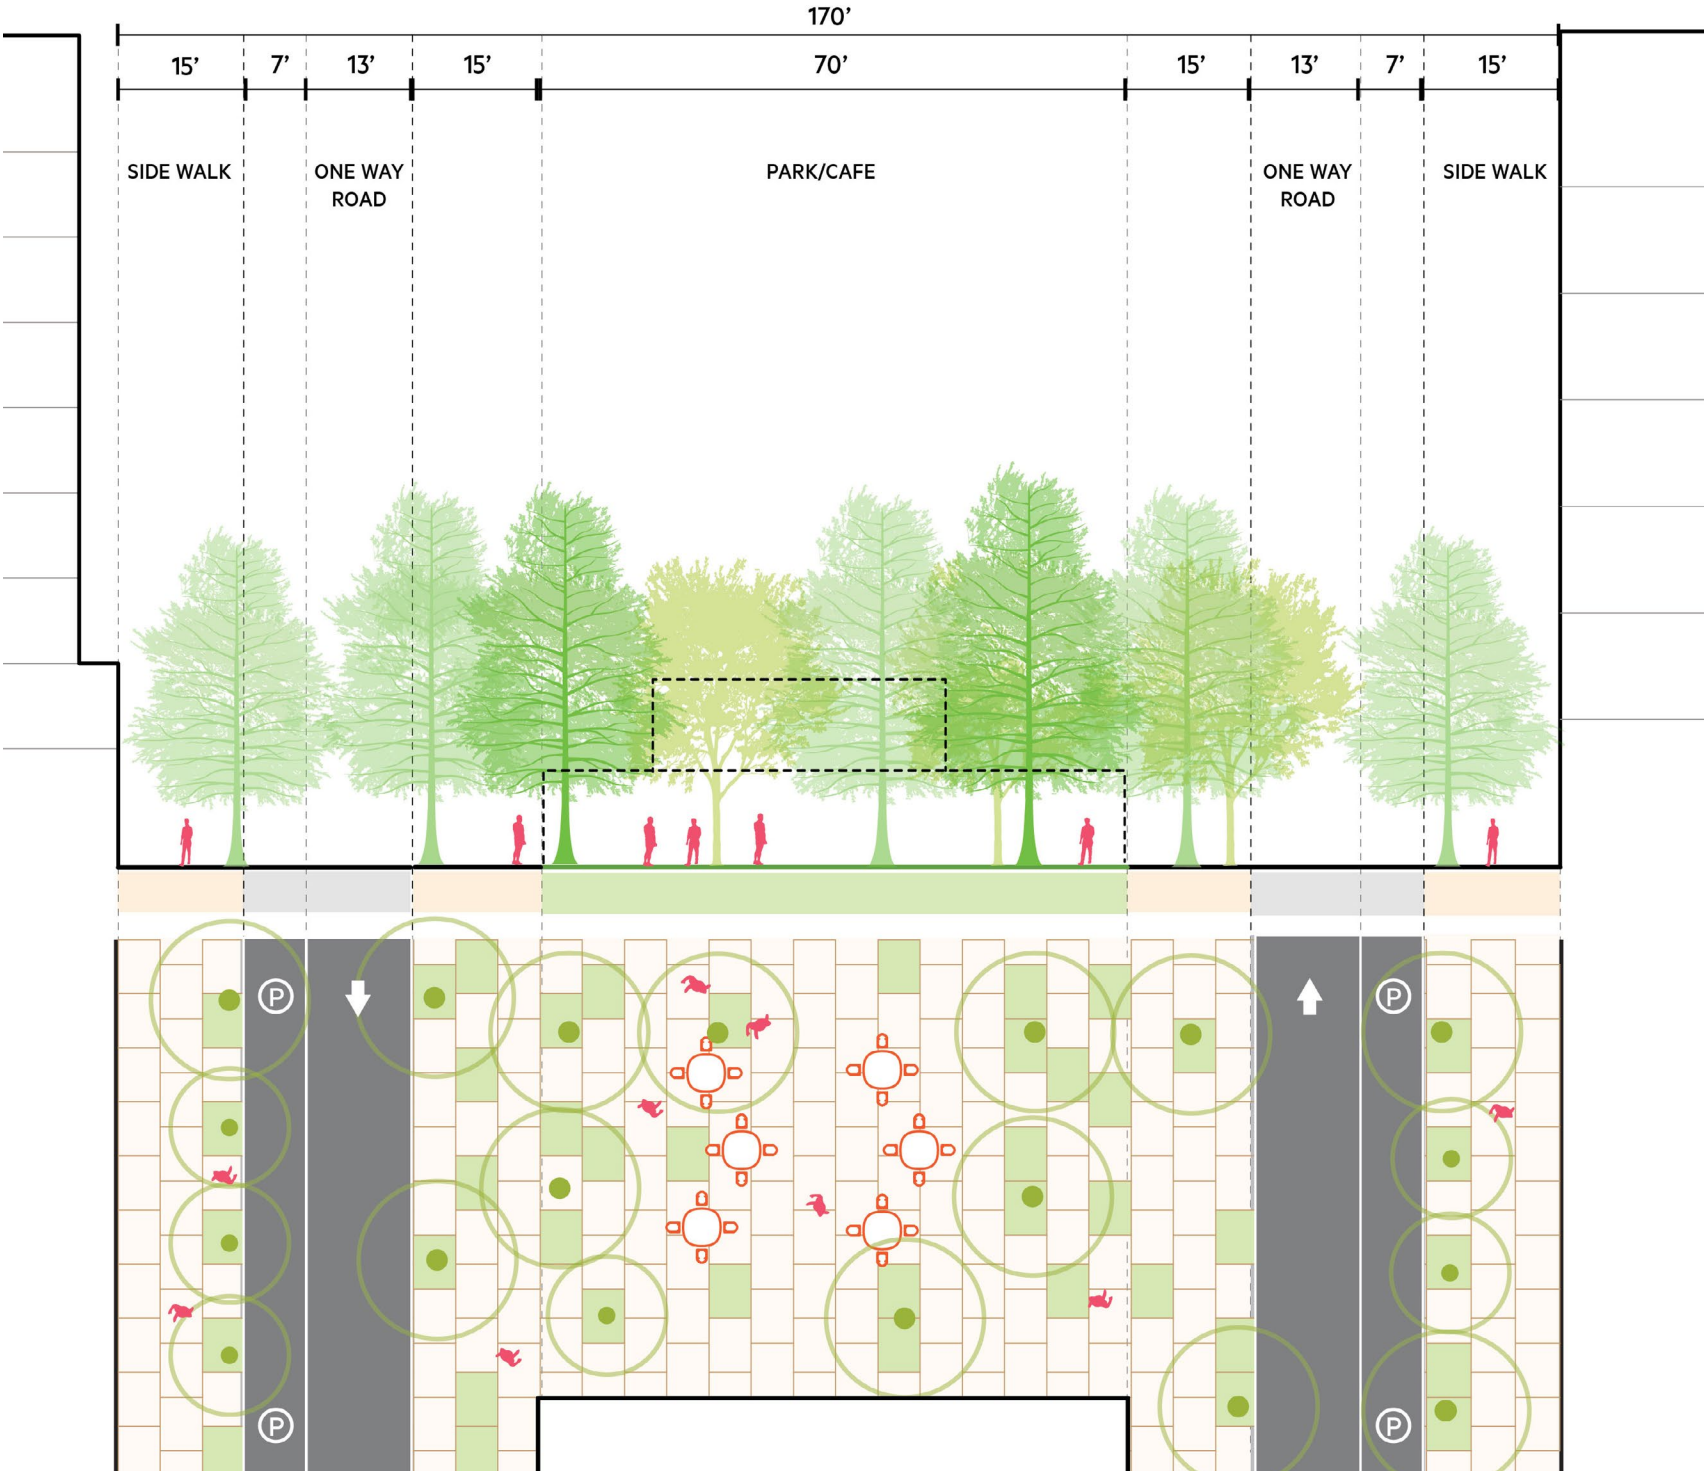 170’
15’ 7’ 13’ 15’ 70’ 15’ 13’ 7’ 15’
SIDE WALK ONE WAY PARK/CAFE ONE WAY SIDE WALK
ROAD ROAD
P P
P P